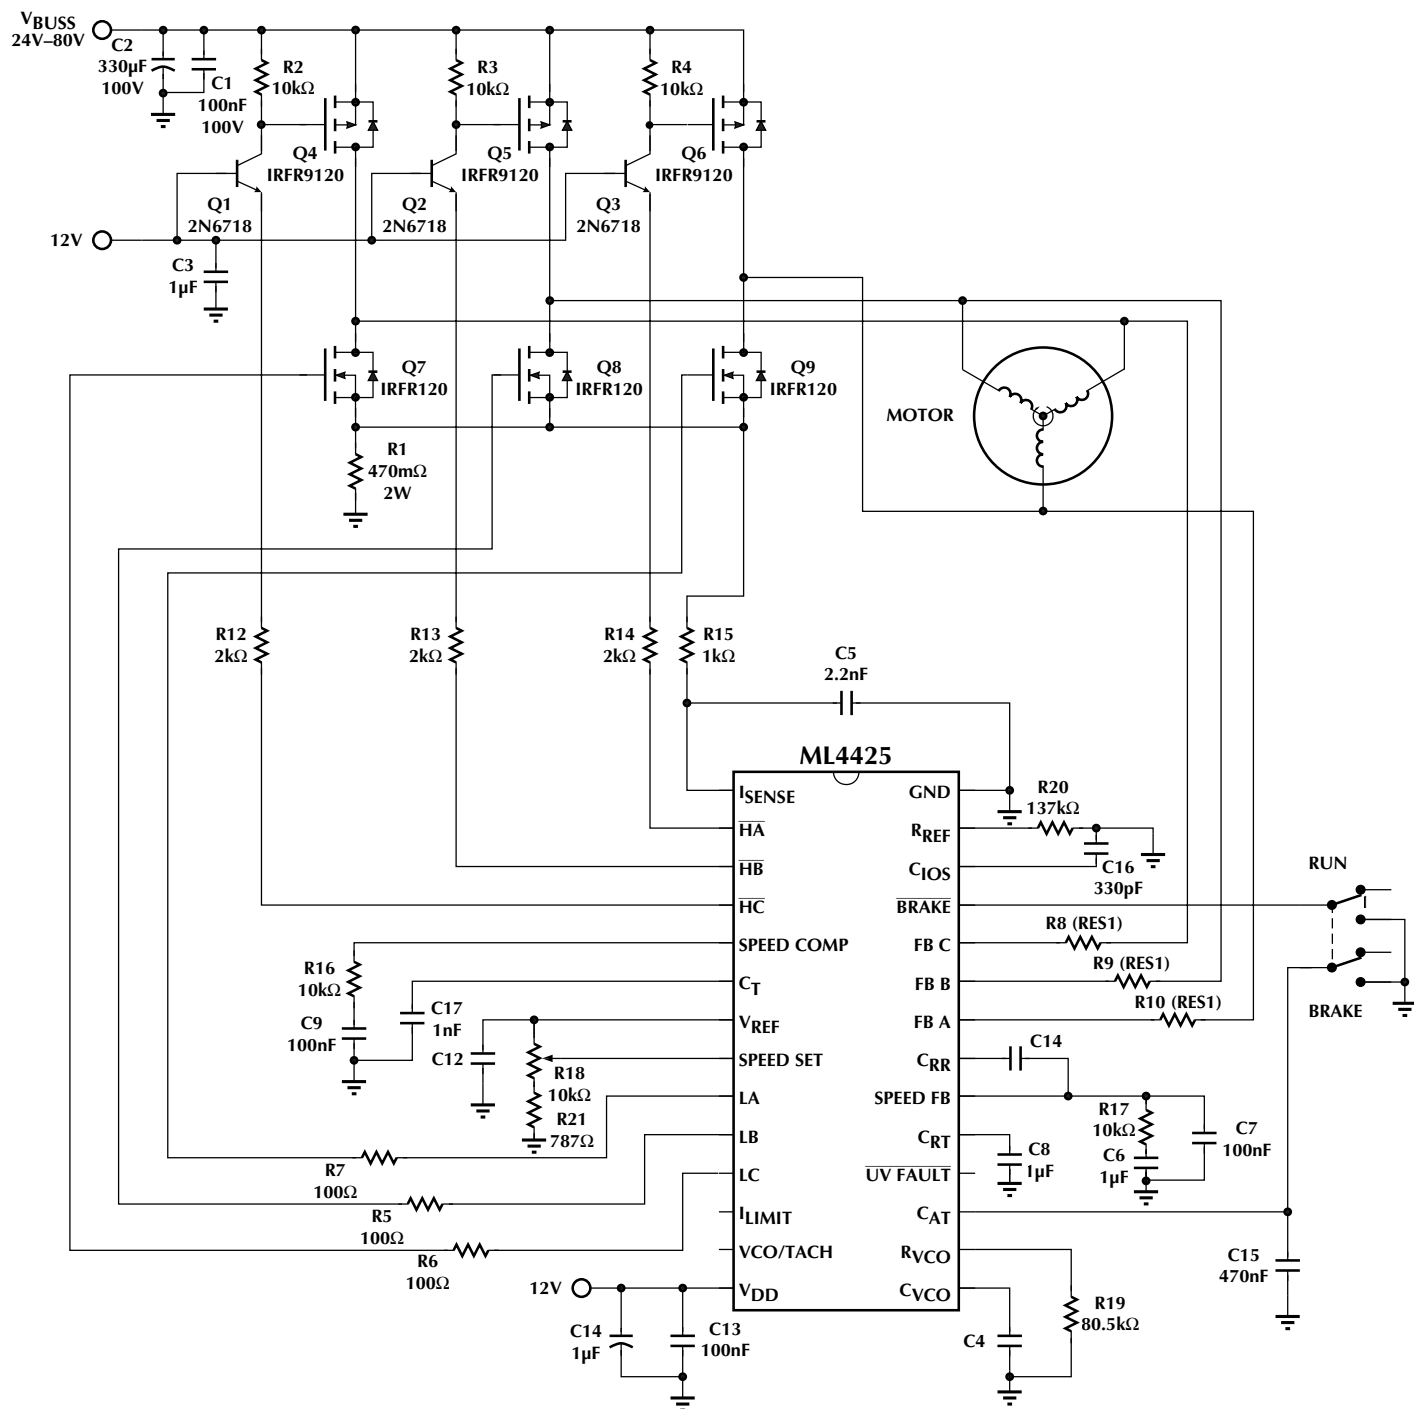 VBUSS
24V–80V
C2
330µF
100V
C1
100nF
100V
R2
10kΩ
R3
10kΩ
R4
10kΩ
Q4
IRFR9120
Q5
IRFR9120
Q6
IRFR9120
Q1
2N6718
Q2
2N6718
Q3
2N6718
12V
C3
1µF
Q7
IRFR120
Q8
IRFR120
Q9
IRFR120
MOTOR
R1
470mΩ
2W
R12
2kΩ
R13
2kΩ
R14
2kΩ
R15
1kΩ
C5
2.2nF
ML4425
ISENSE
HA
HB
HC
SPEED COMP
CT
VREF
SPEED SET
LA
LB
LC
ILIMIT
VCO/TACH
VDD
GND
RREF
CIOS
BRAKE
FB C
FB B
FB A
CRR
SPEED FB
CRT
UV FAULT
CAT
RVCO
CVCO
R20
137kΩ
C16
330pF
RUN
BRAKE
R8 (RES1)
R9 (RES1)
R10 (RES1)
R16
10kΩ
C9
100nF
C17
1nF
C12
R18
10kΩ
R21
787Ω
C14
R17
10kΩ
C6
1µF
C7
100nF
C8
1µF
R7
100Ω
R5
100Ω
R6
100Ω
12V
C14
1µF
C13
100nF
C4
R19
80.5kΩ
C15
470nF